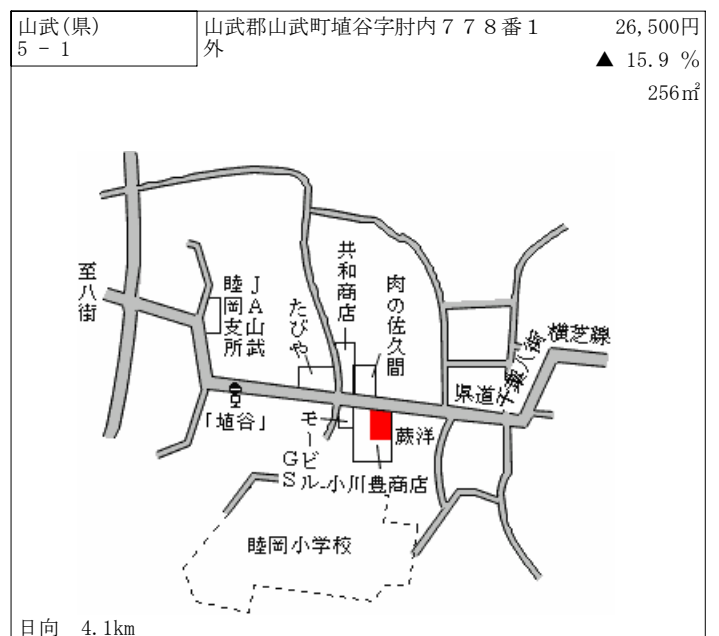 山武(県)
5 - 1
山武郡山武町埴谷字肘内７７８番１
外
26,500円
▲ 15.9 %
256㎡
至八街
ＪＡ山武
睦岡支所
たびや
共和商店
肉の佐久間
県道千葉八街横芝線
「埴谷」
モービル
ＧＳ
蕨洋
小川豊商店
睦岡小学校
日向　4.1km